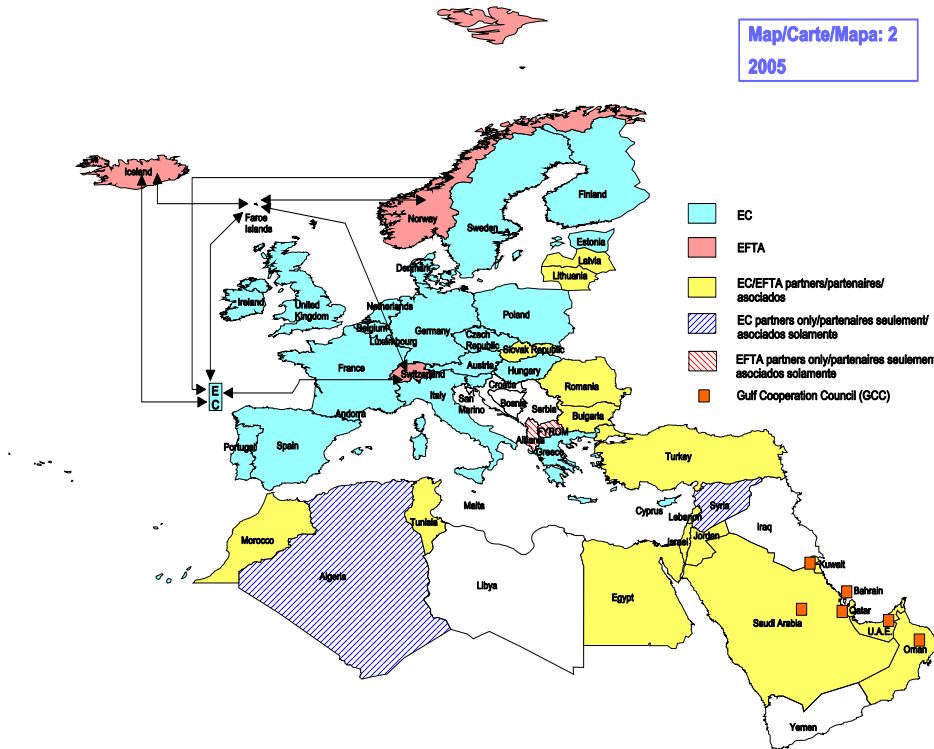 Map/Carte/Mapa: 2
2005
Iceland
Faroe
Islands
Norway
Sweden
Finland
Estonia
Latvia
Lithuania
Denmark
Ireland
United
Kingdom
Netherlands
Belgium
Luxembourg
Germany
Poland
Czech
Republic
Slovak Republic
France
Switzerland
Austria
Hungary
Croatia
Romania
Italy
San
Marino
Bosnia
Serbia
Bulgaria
E
C
Andorra
Portugal
Spain
Albania
FYROM
Greece
Turkey
Malta
Cyprus
Lebanon
Syria
Iraq
Israel
Jordan
Morocco
Tunisia
Algeria
Libya
Egypt
Kuwait
Bahrain
Qatar
Saudi Arabia
U.A.E.
Oman
Yemen
EC
EFTA
EC/EFTA partners/partenaires/
asociados
EC partners only/partenaires seulement/
asociados solamente
EFTA partners only/partenaires seulement
asociados solamente
Gulf Cooperation Council (GCC)